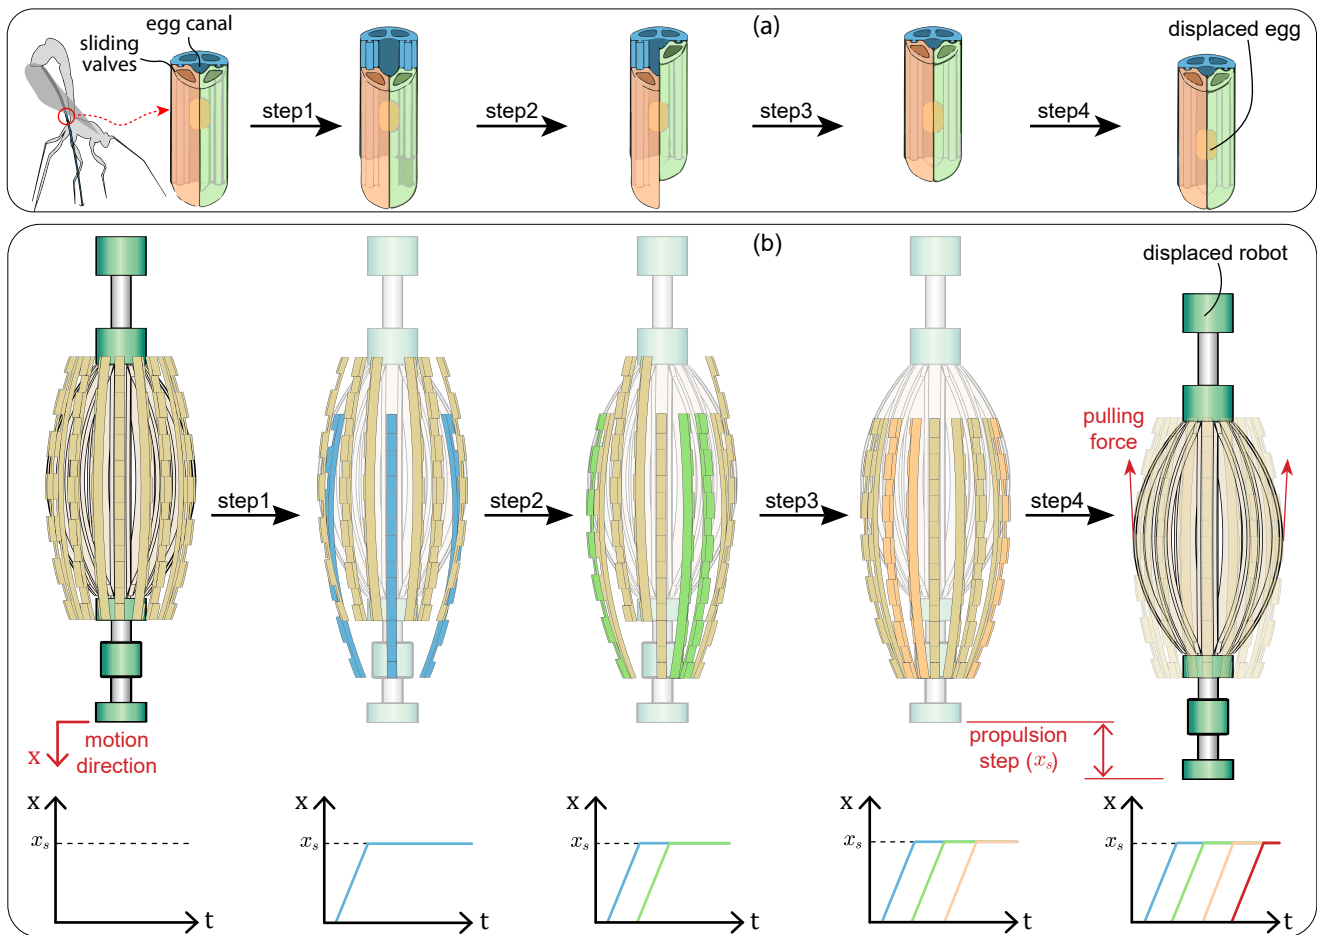 (a)
egg canal
sliding
valves
displaced egg
step1
step2
step3
step4
(b)
displaced robot
pulling
force
step1
step2
step3
step4
x
motion
direction
propulsion
step (xₛ)
x
xₛ
t
x
xₛ
t
x
xₛ
t
x
xₛ
t
x
xₛ
t